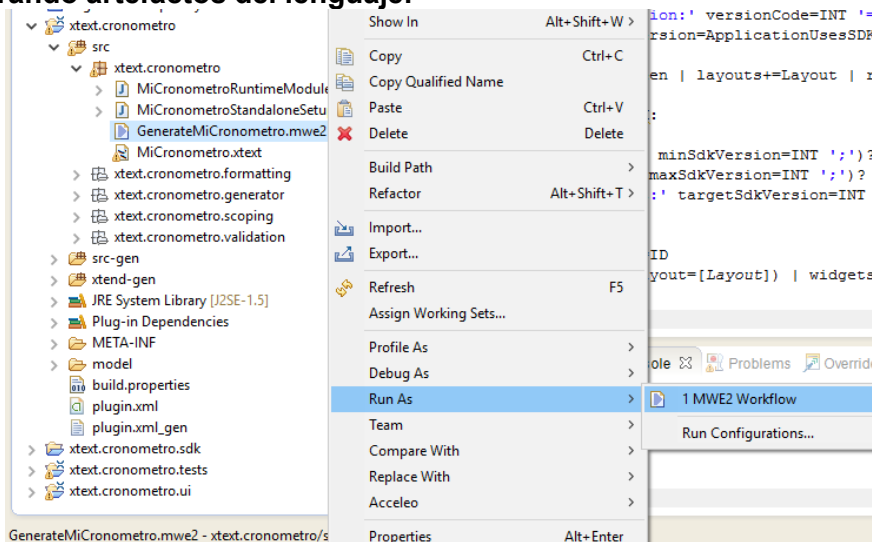 rando artefactos del lenguaje.
xtext.cronometro
src
xtext.cronometro
MiCronometroRuntimeModule
MiCronometroStandaloneSetu
GenerateMiCronometro.mwe2
MiCronometro.xtext
xtext.cronometro.formatting
xtext.cronometro.generator
xtext.cronometro.scoping
xtext.cronometro.validation
src-gen
xtend-gen
JRE System Library [J2SE-1.5]
Plug-in Dependencies
META-INF
model
build.properties
plugin.xml
plugin.xml_gen
xtext.cronometro.sdk
xtext.cronometro.tests
xtext.cronometro.ui
GenerateMiCronometro.mwe2 - xtext.cronometro/s
Show In Alt+Shift+W >
Copy Ctrl+C
Copy Qualified Name
Paste Ctrl+V
Delete Delete
Build Path >
Refactor Alt+Shift+T >
Import...
Export...
Refresh F5
Assign Working Sets...
Profile As >
Debug As >
Run As >
Team >
Compare With >
Replace With >
Acceleo >
Properties Alt+Enter
1 MWE2 Workflow
Run Configurations...
ion:' versionCode=INT '=
rsion=ApplicationUsesSDK
en | layouts+=Layout | r
:
minSdkVersion=INT ';')?
maxSdkVersion=INT ';')?
:' targetSdkVersion=INT
ID
yout=[Layout]) | widgets
ole Problems Override